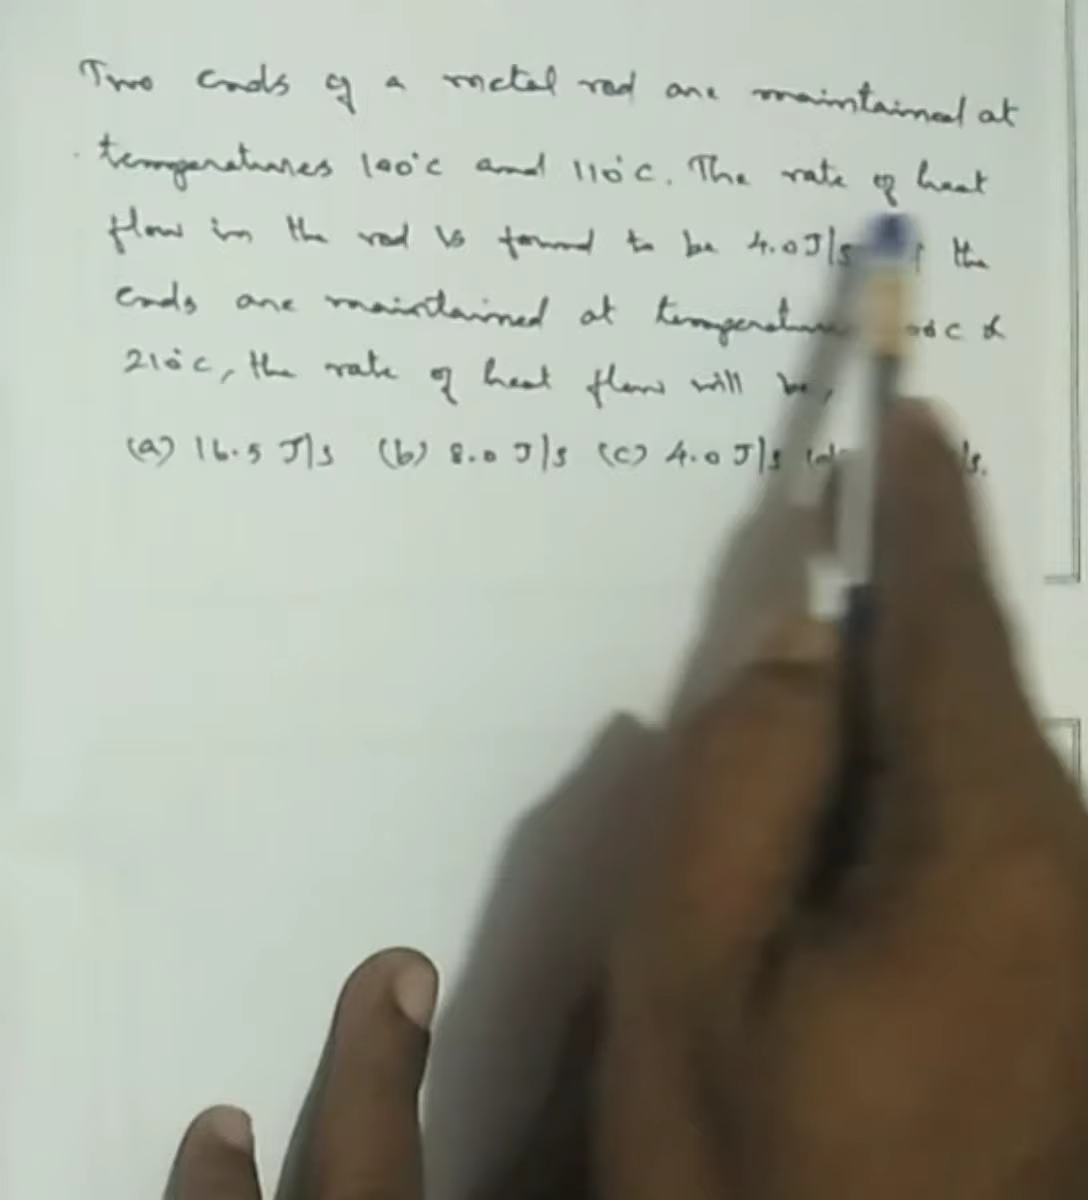 Two ends of a metal rod are maintained at
temperatures 100°c and 110°c. The rate of heat
flow in the rod is found to be 4.0 J/s the
ends are maintained at &
210°c, the rate of heat flow will be,
(a) 16.5 J/s (b) 8.0 J/s (c) 4.0 J/s